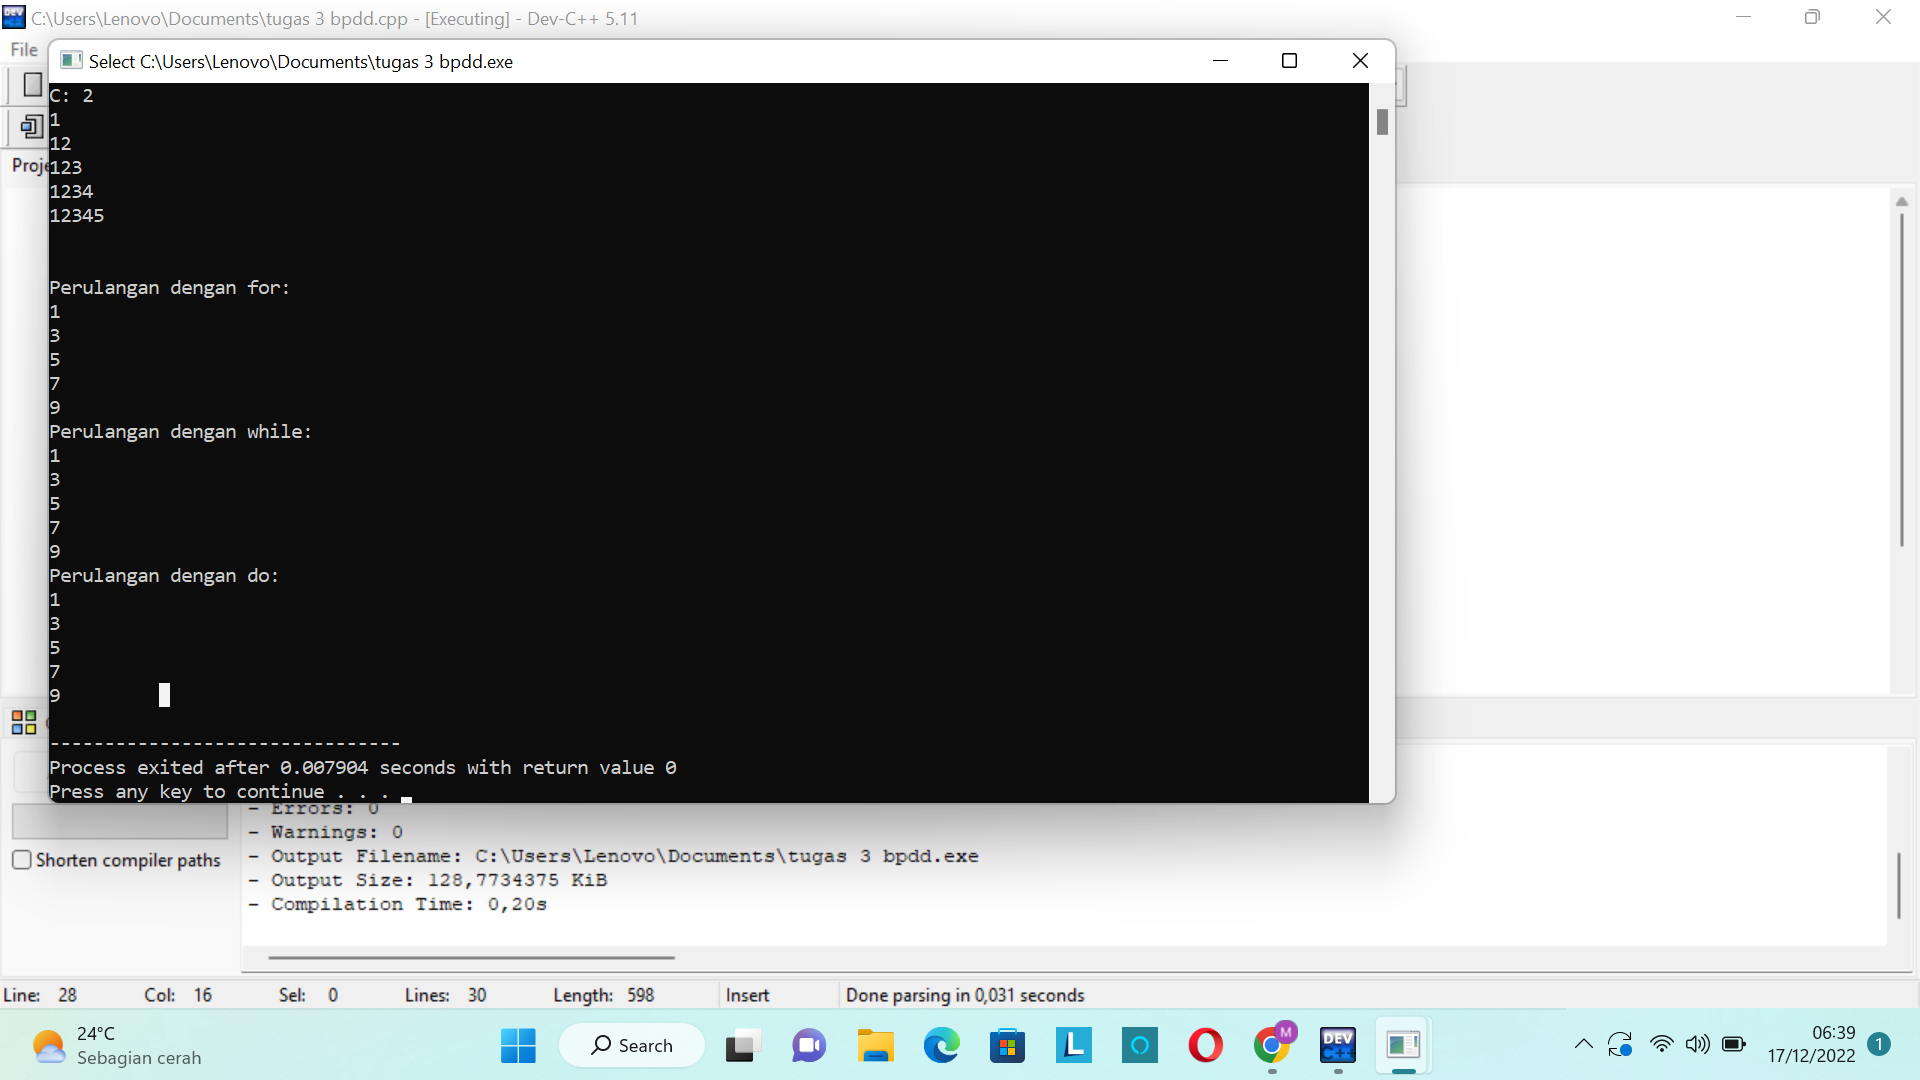 C:\Users\Lenovo\Documents\tugas 3 bpdd.cpp - [Executing] - Dev-C++ 5.11
File
Select C:\Users\Lenovo\Documents\tugas 3 bpdd.exe
C: 2
1
12
Proje
123
1234
12345
Perulangan dengan for:
1
3
5
7
9
Perulangan dengan while:
1
3
5
7
9
Perulangan dengan do:
1
3
5
7
9
--------------------------------
Process exited after 0.007904 seconds with return value 0
Press any key to continue . . .
- Errors: 0
- Warnings: 0
Shorten compiler paths
- Output Filename: C:\Users\Lenovo\Documents\tugas 3 bpdd.exe
- Output Size: 128,7734375 KiB
- Compilation Time: 0,20s
Line: 28 Col: 16 Sel: 0 Lines: 30 Length: 598 Insert Done parsing in 0,031 seconds
24°C
Sebagian cerah
Search
M
L
DEV
C++
06:39
17/12/2022
1